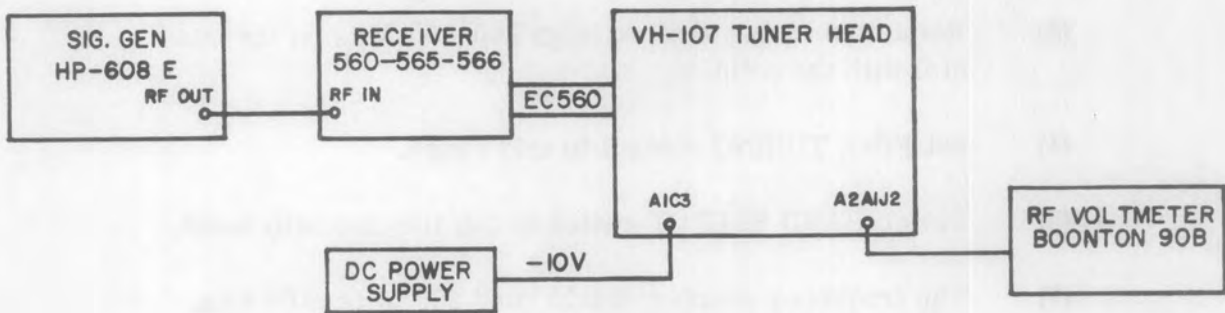 SIG. GEN
HP-608 E
RF OUT
RECEIVER
560-565-566
RF IN
EC560
VH-107 TUNER HEAD
A1C3
A2A1J2
DC POWER
SUPPLY
-10V
RF VOLTMETER
BOONTON 90B